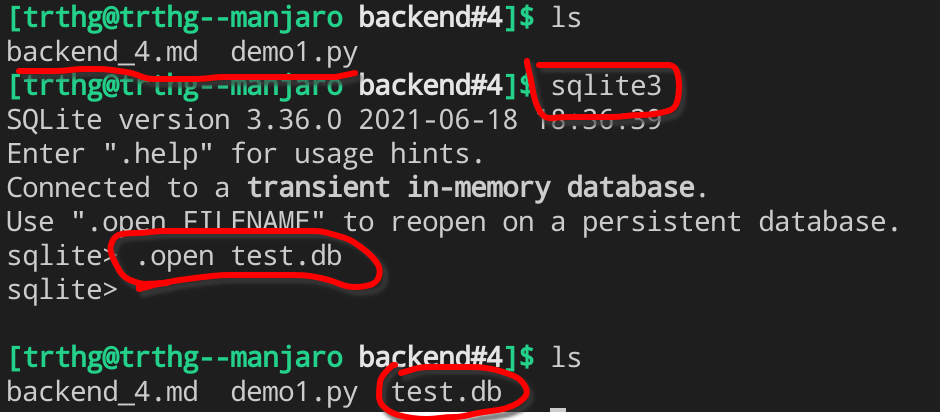 [trthg@trthg--manjaro backend#4]$ ls
backend_4.md  demo1.py
[trthg@trthg--manjaro backend#4]$ sqlite3
SQLite version 3.36.0 2021-06-18 18:36:39
Enter ".help" for usage hints.
Connected to a transient in-memory database.
Use ".open FILENAME" to reopen on a persistent database.
sqlite> .open test.db
sqlite>
[trthg@trthg--manjaro backend#4]$ ls
backend_4.md  demo1.py  test.db